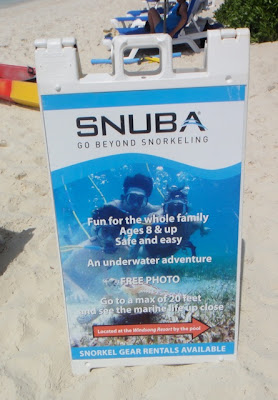 SNUBA®
GO BEYOND SNORKELING
Fun for the whole family
Ages 8 & up
Safe and easy
An underwater adventure
FREE PHOTO
Go to a max of 20 feet
and see the marine life up close
Located at the Windsong Resort by the pool
SNORKEL GEAR RENTALS AVAILABLE